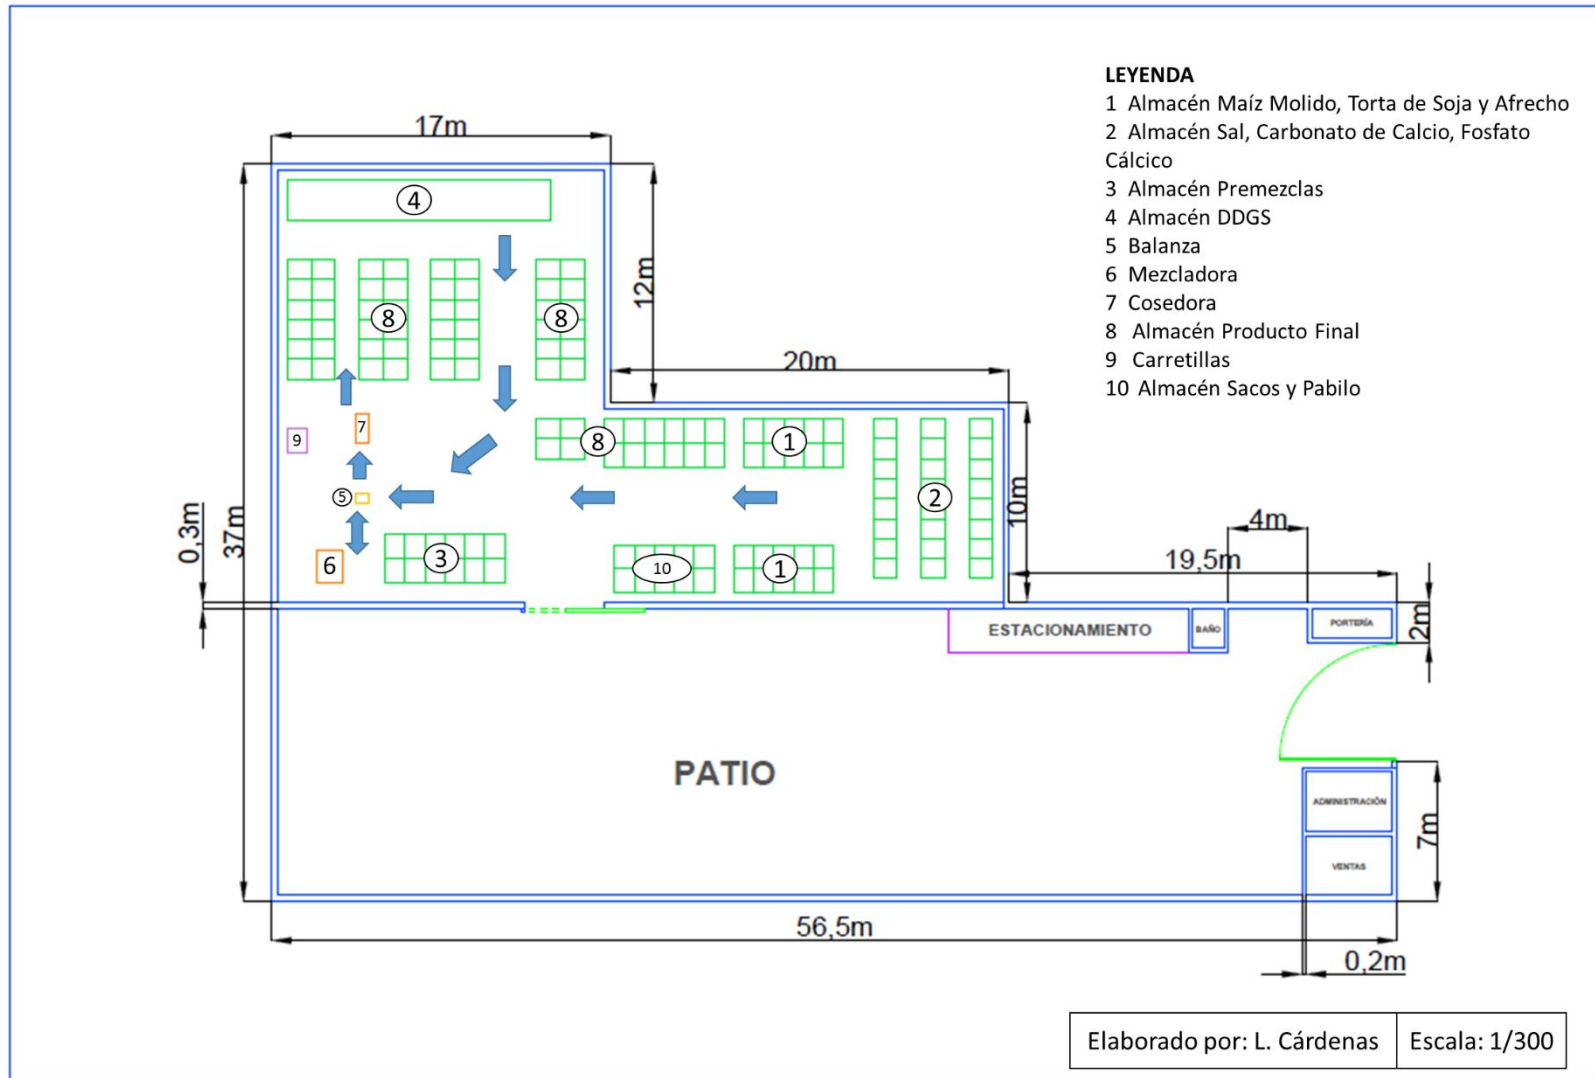 LEYENDA
1 Almacén Maíz Molido, Torta de Soja y Afrecho
2 Almacén Sal, Carbonato de Calcio, Fosfato
Cálcico
3 Almacén Premezclas
4 Almacén DDGS
5 Balanza
6 Mezcladora
7 Cosedora
8 Almacén Producto Final
9 Carretillas
10 Almacén Sacos y Pabilo
17m
4
12m
8
8
20m
9
7
8
1
5
2
10m
0,3m
37m
4m
6
3
10
1
19,5m
ESTACIONAMIENTO
BAÑO
PORTERÍA
2m
PATIO
ADMINISTRACIÓN
VENTAS
7m
56,5m
0,2m
Elaborado por: L. Cárdenas
Escala: 1/300